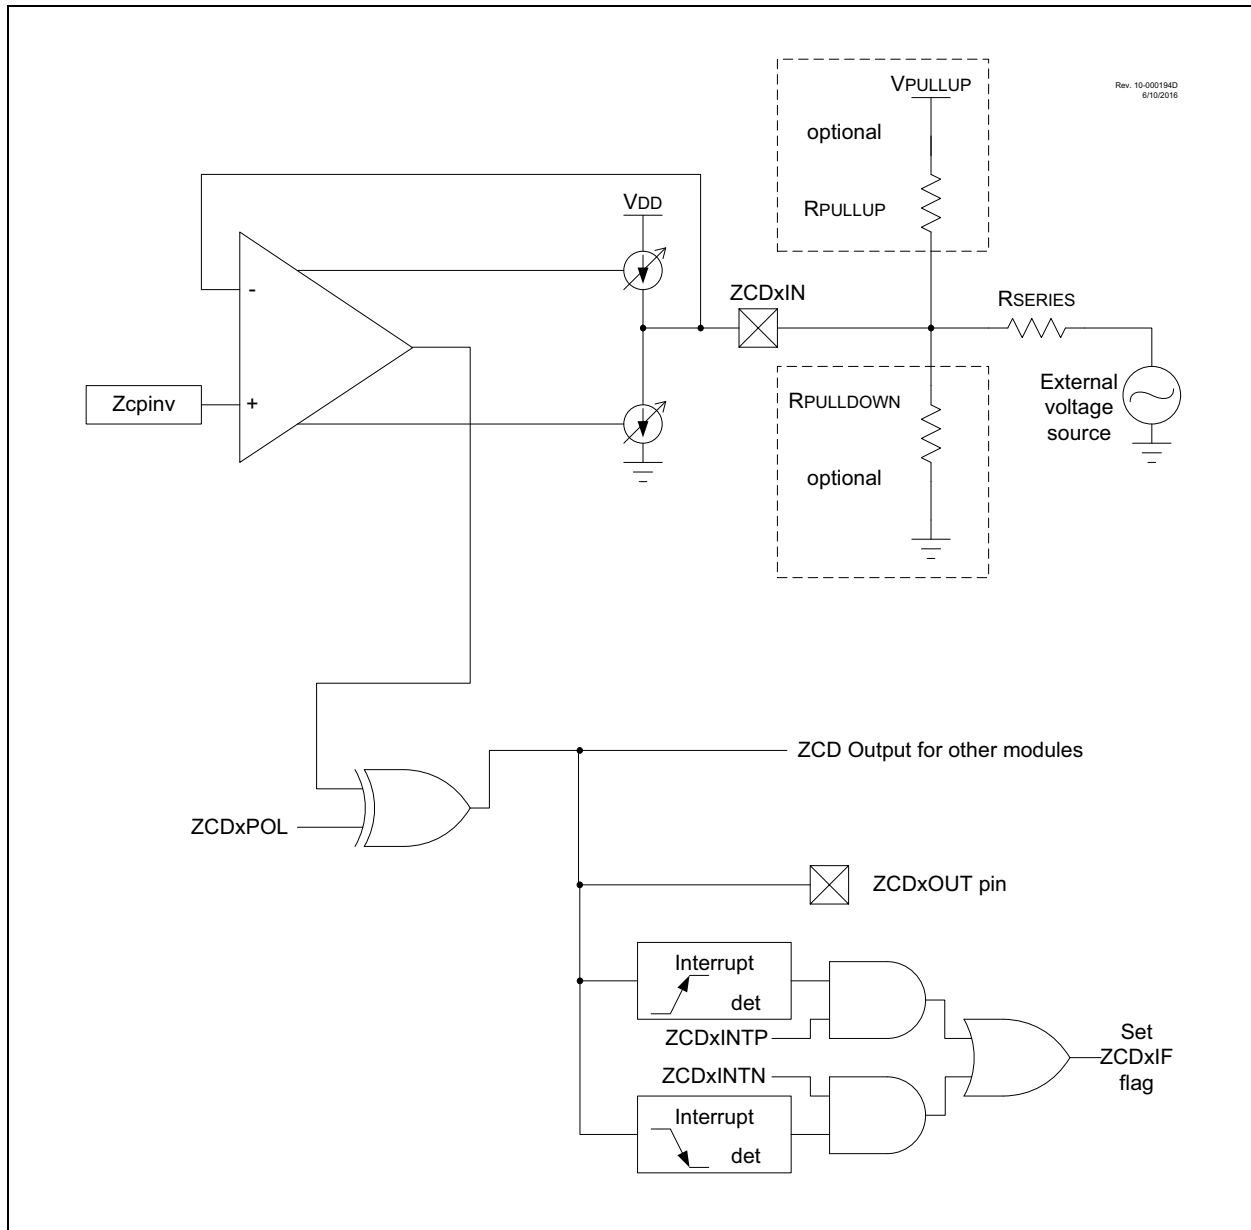 VPULLUP
Rev. 10-000194D
6/10/2016
optional
RPULLUP
VDD
ZCDxIN
RSERIES
-
Zcpinv
+
RPULLDOWN
External
voltage
source
optional
ZCD Output for other modules
ZCDxPOL
ZCDxOUT pin
Interrupt
det
ZCDxINTP
ZCDxINTN
Set
ZCDxIF
flag
Interrupt
det